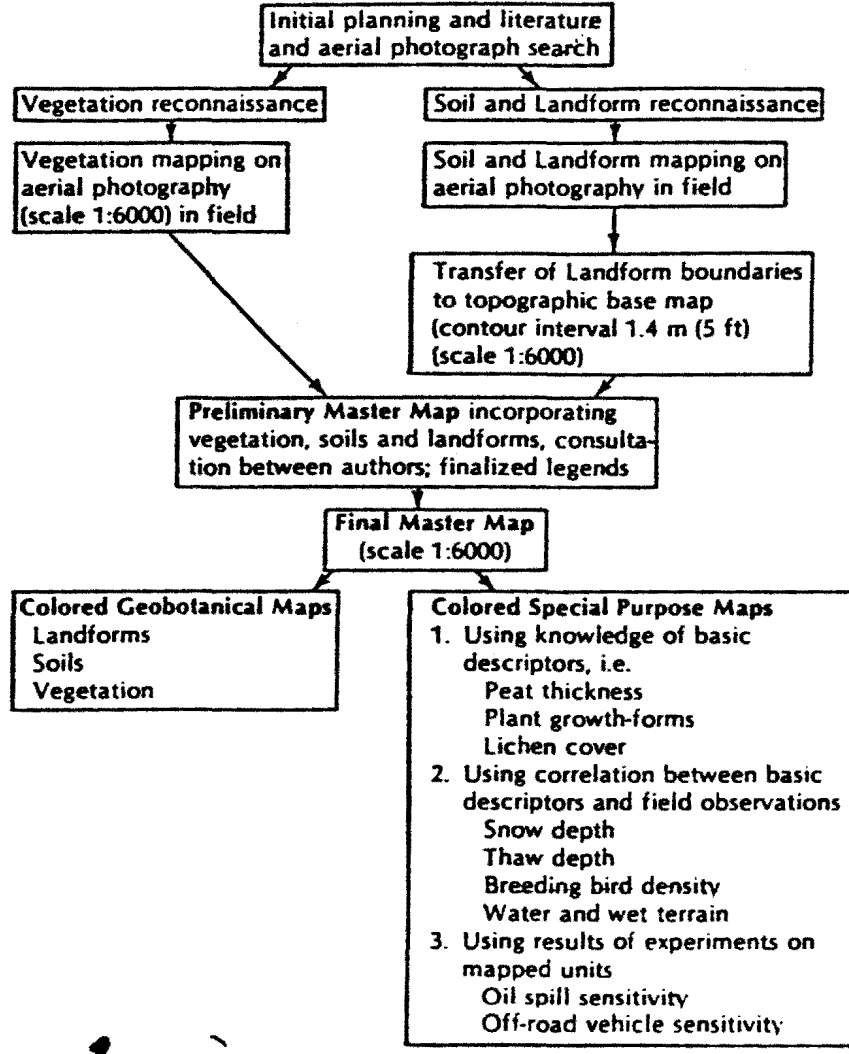 Initial planning and literature
and aerial photograph search
Vegetation reconnaissance
Soil and Landform reconnaissance
Vegetation mapping on
aerial photography
(scale 1:6000) in field
Soil and Landform mapping on
aerial photography in field
Transfer of Landform boundaries
to topographic base map
(contour interval 1.4 m (5 ft)
(scale 1:6000)
Preliminary Master Map incorporating
vegetation, soils and landforms, consulta-
tion between authors; finalized legends
Final Master Map
(scale 1:6000)
Colored Geobotanical Maps
Landforms
Soils
Vegetation
Colored Special Purpose Maps
1. Using knowledge of basic
descriptors, i.e.
Peat thickness
Plant growth-forms
Lichen cover
2. Using correlation between basic
descriptors and field observations
Snow depth
Thaw depth
Breeding bird density
Water and wet terrain
3. Using results of experiments on
mapped units
Oil spill sensitivity
Off-road vehicle sensitivity